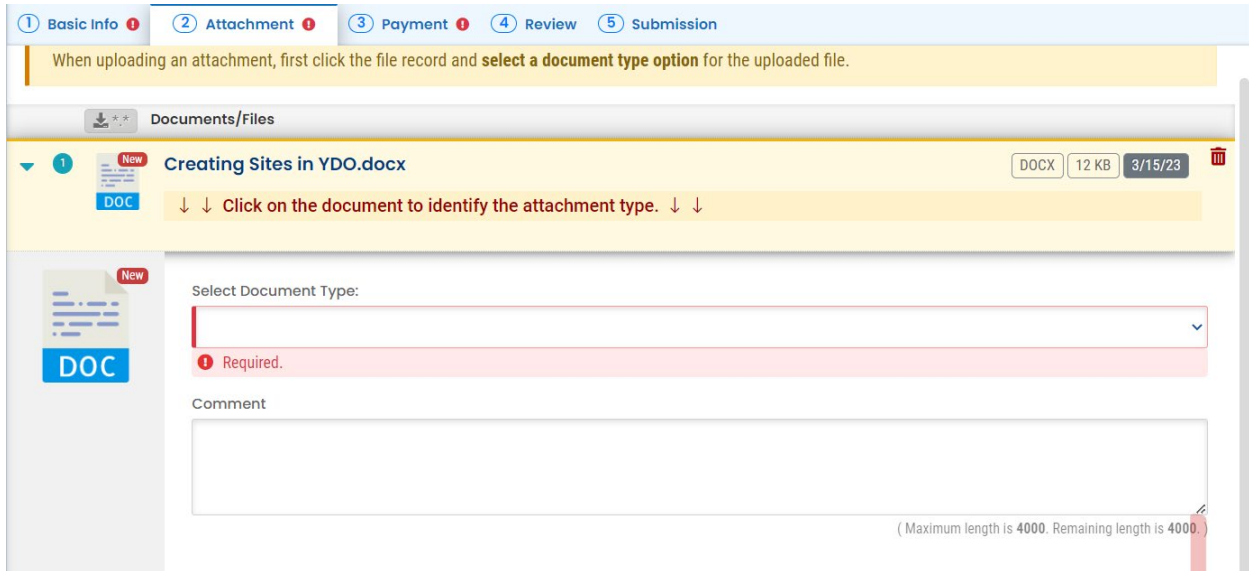 1 Basic Info ! 2 Attachment ! 3 Payment ! 4 Review 5 Submission
When uploading an attachment, first click the file record and select a document type option for the uploaded file.
*.* Documents/Files
1 New Creating Sites in YDO.docx DOCX 12 KB 3/15/23
DOC ↓ ↓ Click on the document to identify the attachment type. ↓ ↓
New
Select Document Type:
DOC
! Required.
Comment
( Maximum length is 4000. Remaining length is 4000. )